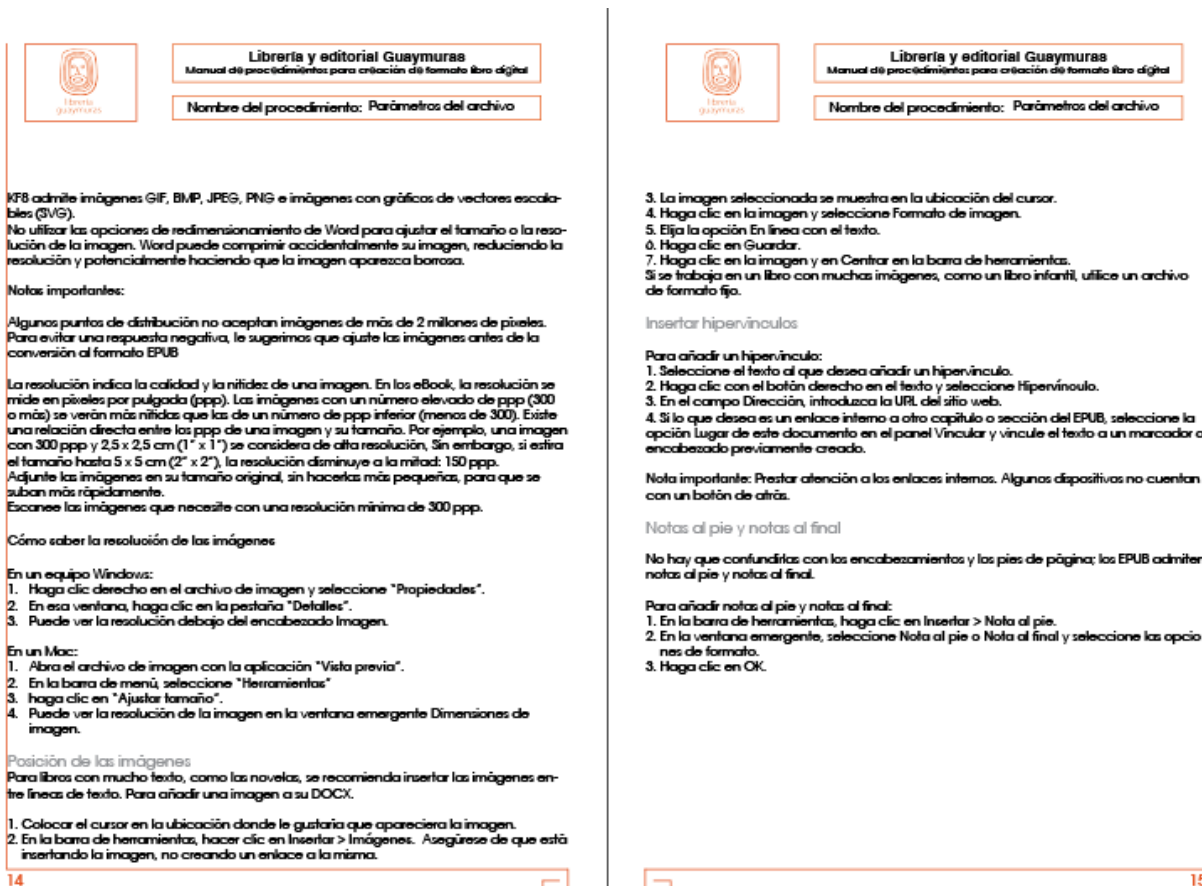 librería
guaymuras
Librería y editorial Guaymuras
Manual de procedimientos para creación de formato libro digital
Nombre del procedimiento: Parámetros del archivo
KF8 admite imágenes GIF, BMP, JPEG, PNG e imágenes con gráficos de vectores escala-
bles (SVG).
No utilizar las opciones de redimensionamiento de Word para ajustar el tamaño o la reso-
lución de la imagen. Word puede comprimir accidentalmente su imagen, reduciendo la
resolución y potencialmente haciendo que la imagen aparezca borrosa.
Notas importantes:
Algunos puntos de distribución no aceptan imágenes de más de 2 millones de píxeles.
Para evitar una respuesta negativa, le sugerimos que ajuste las imágenes antes de la
conversión al formato EPUB
La resolución indica la calidad y la nitidez de una imagen. En los eBook, la resolución se
mide en píxeles por pulgada (ppp). Las imágenes con un número elevado de ppp (300
o más) se verán más nítidas que las de un número de ppp inferior (menos de 300). Existe
una relación directa entre los ppp de una imagen y su tamaño. Por ejemplo, una imagen
con 300 ppp y 2,5 x 2,5 cm (1" x 1") se considera de alta resolución, Sin embargo, si estira
el tamaño hasta 5 x 5 cm (2" x 2"), la resolución disminuye a la mitad: 150 ppp.
Adjunte las imágenes en su tamaño original, sin hacerlas más pequeñas, para que se
suban más rápidamente.
Escanee las imágenes que necesite con una resolución mínima de 300 ppp.
Cómo saber la resolución de las imágenes
En un equipo Windows:
1. Haga clic derecho en el archivo de imagen y seleccione "Propiedades".
2. En esa ventana, haga clic en la pestaña "Detalles".
3. Puede ver la resolución debajo del encabezado Imagen.
En un Mac:
1. Abra el archivo de imagen con la aplicación "Vista previa".
2. En la barra de menú, seleccione "Herramientas"
3. haga clic en "Ajustar tamaño".
4. Puede ver la resolución de la imagen en la ventana emergente Dimensiones de
imagen.
Posición de las imágenes
Para libros con mucho texto, como las novelas, se recomienda insertar las imágenes en-
tre líneas de texto. Para añadir una imagen a su DOCX.
1. Colocar el cursor en la ubicación donde le gustaría que apareciera la imagen.
2. En la barra de herramientas, hacer clic en Insertar > Imágenes. Asegúrese de que está
insertando la imagen, no creando un enlace a la misma.
14
librería
guaymuras
Librería y editorial Guaymuras
Manual de procedimientos para creación de formato libro digital
Nombre del procedimiento: Parámetros del archivo
3. La imagen seleccionada se muestra en la ubicación del cursor.
4. Haga clic en la imagen y seleccione Formato de imagen.
5. Elija la opción En línea con el texto.
6. Haga clic en Guardar.
7. Haga clic en la imagen y en Centrar en la barra de herramientas.
Si se trabaja en un libro con muchas imágenes, como un libro infantil, utilice un archivo
de formato fijo.
Insertar hipervínculos
Para añadir un hipervínculo:
1. Seleccione el texto al que desea añadir un hipervínculo.
2. Haga clic con el botón derecho en el texto y seleccione Hipervínculo.
3. En el campo Dirección, introduzca la URL del sitio web.
4. Si lo que desea es un enlace interno a otro capítulo o sección del EPUB, seleccione la
opción Lugar de este documento en el panel Vincular y vincule el texto a un marcador o
encabezado previamente creado.
Nota importante: Prestar atención a los enlaces internos. Algunos dispositivos no cuentan
con un botón de atrás.
Notas al pie y notas al final
No hay que confundirlas con los encabezamientos y los pies de página; los EPUB admiten
notas al pie y notas al final.
Para añadir notas al pie y notas al final:
1. En la barra de herramientas, haga clic en Insertar > Nota al pie.
2. En la ventana emergente, seleccione Nota al pie o Nota al final y seleccione las opcio
nes de formato.
3. Haga clic en OK.
15